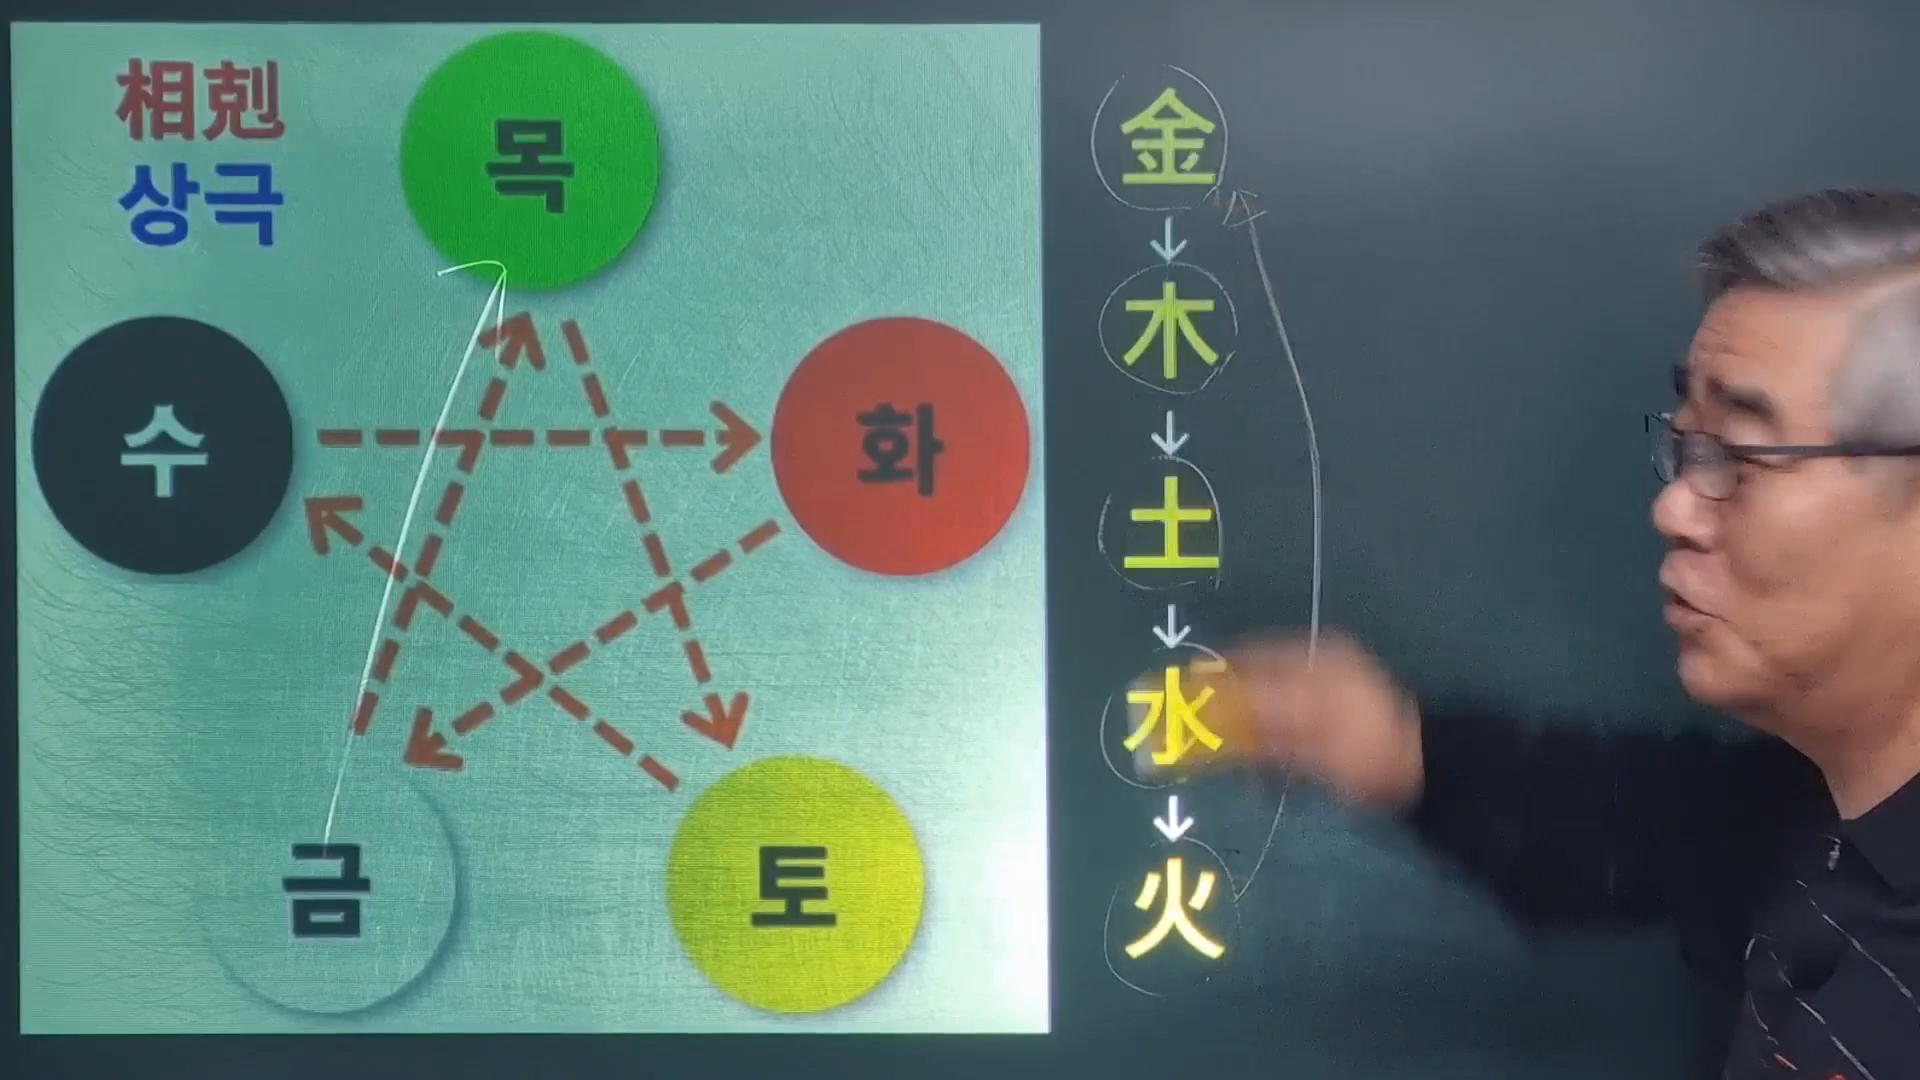 相剋
상극
목
수
화
금
토
金
↓
木
↓
土
↓
水
↓
火